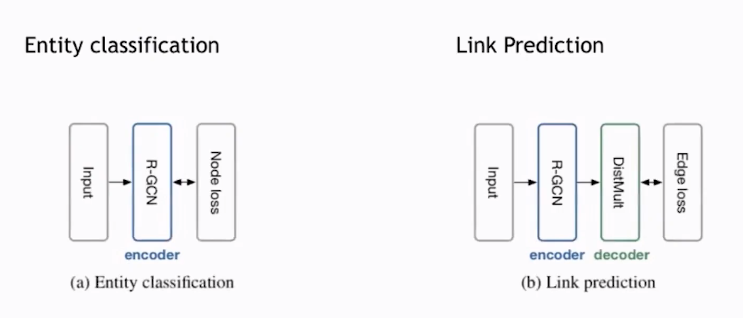 Entity classification
Link Prediction
Input
R-GCN
Node loss
encoder
(a) Entity classification
Input
R-GCN
DistMult
Edge loss
encoder decoder
(b) Link prediction